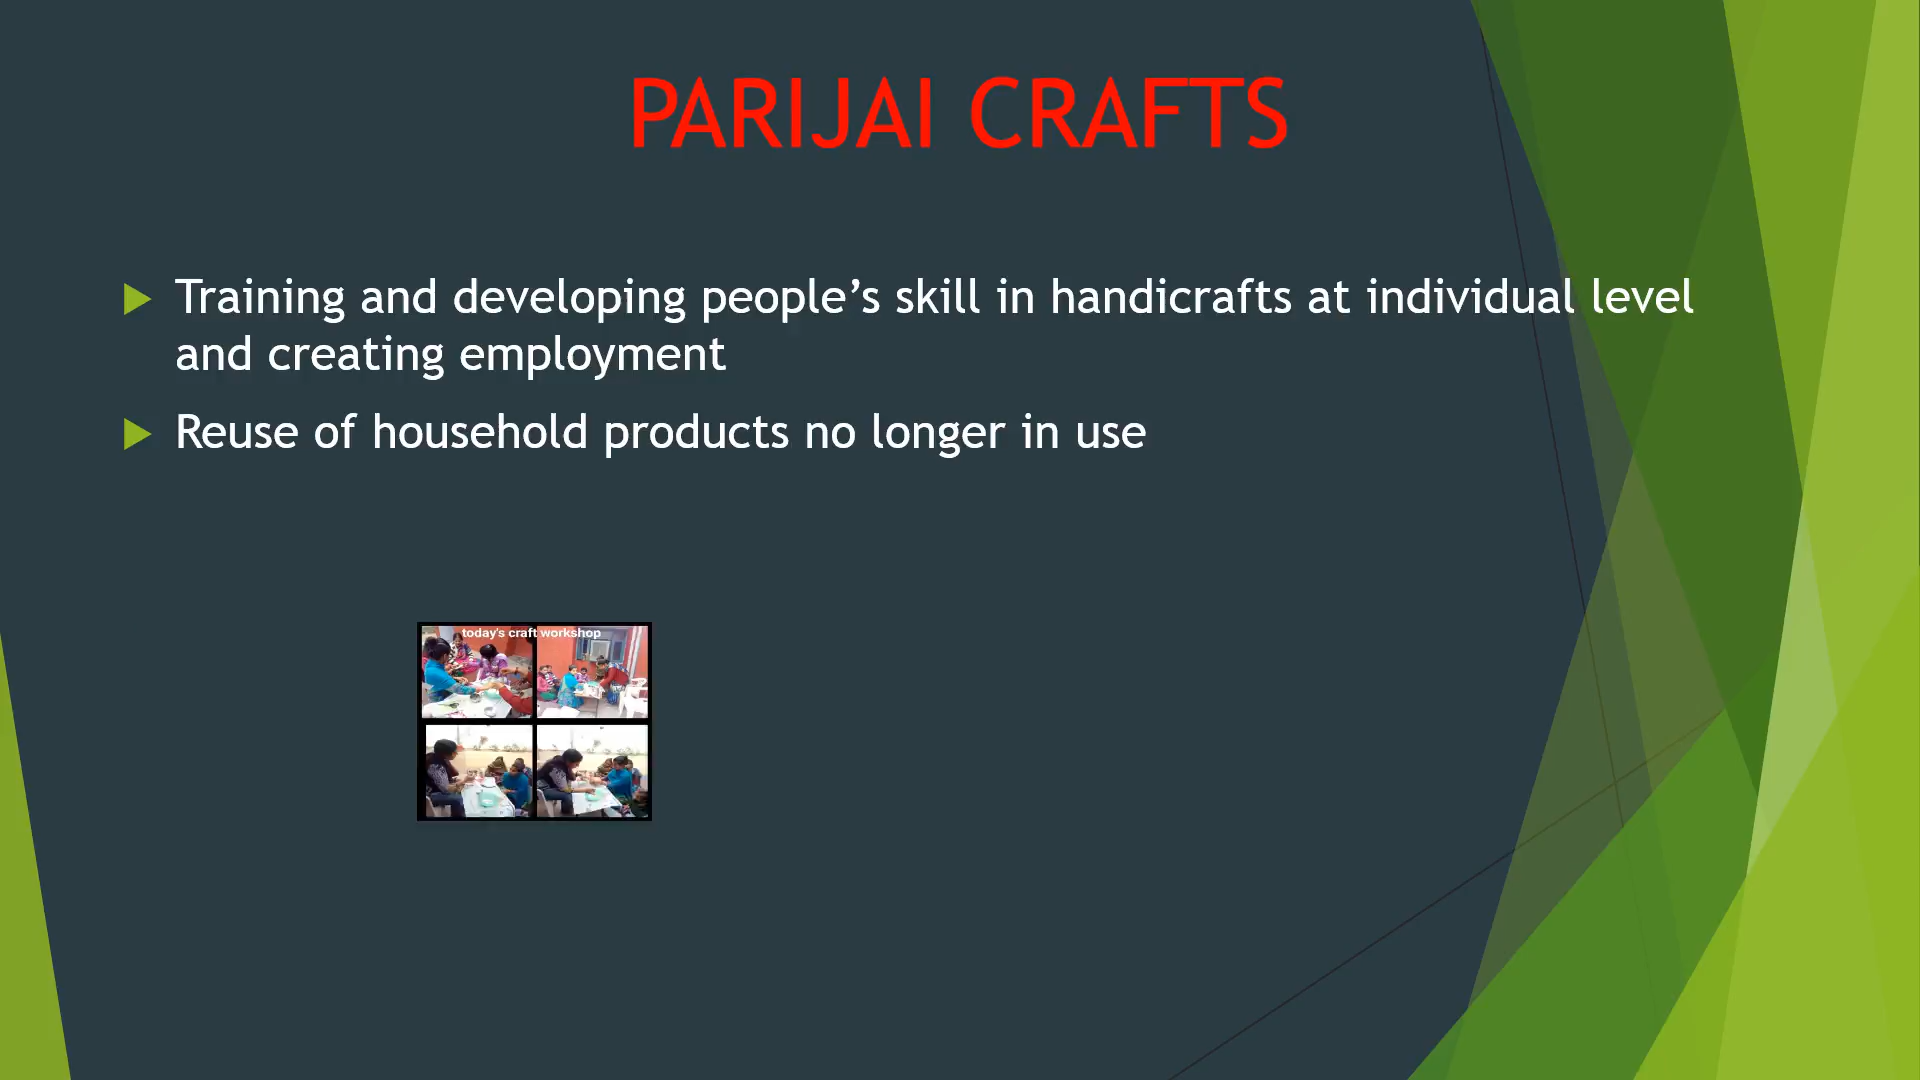 PARIJAI CRAFTS
Training and developing people’s skill in handicrafts at individual level
and creating employment
Reuse of household products no longer in use
today's craft workshop